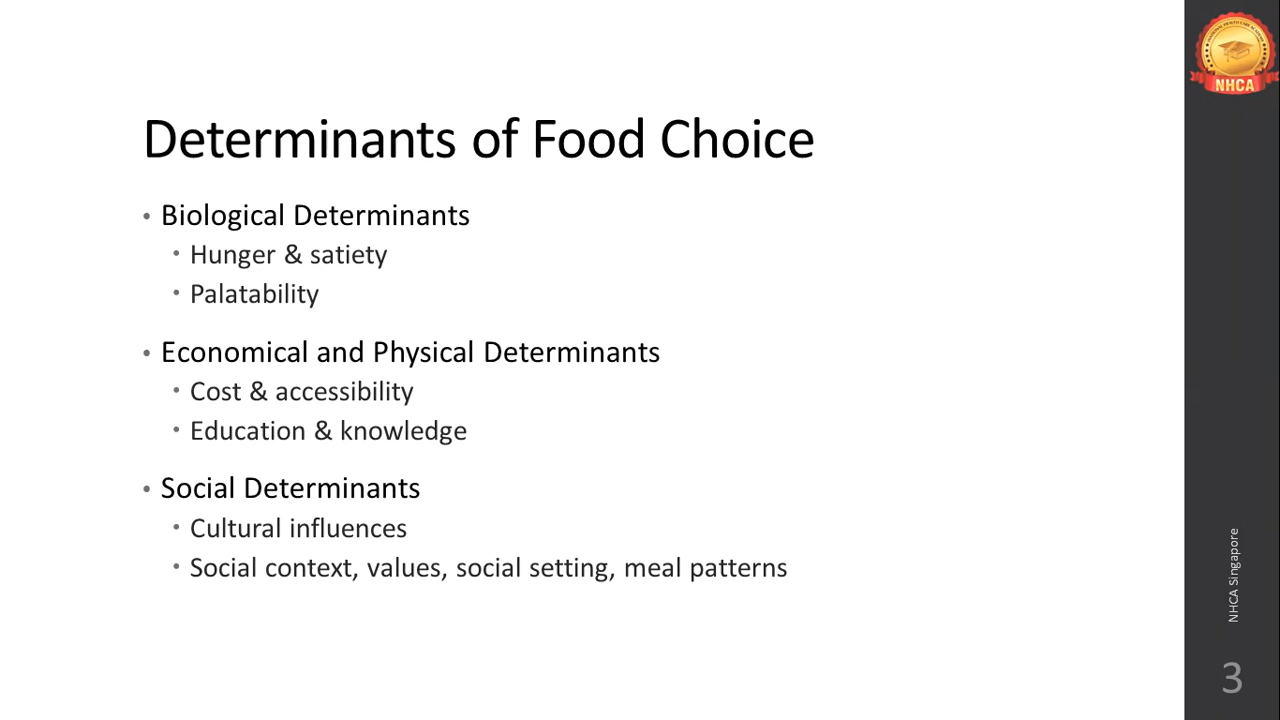 Determinants of Food Choice
• Biological Determinants
• Hunger & satiety
• Palatability
• Economical and Physical Determinants
• Cost & accessibility
• Education & knowledge
• Social Determinants
• Cultural influences
• Social context, values, social setting, meal patterns
NHCA
NHCA Singapore
3